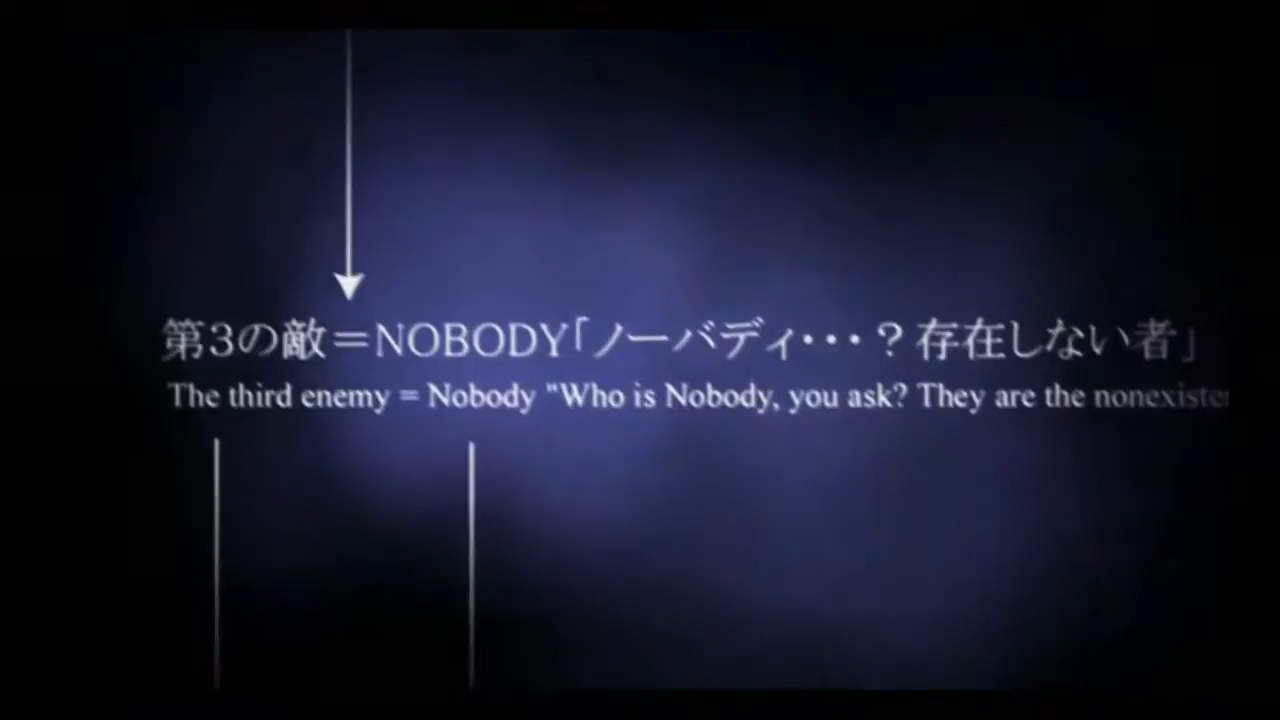 第３の敵＝NOBODY「ノーバディ・・・？存在しない者」
The third enemy = Nobody "Who is Nobody, you ask? They are the